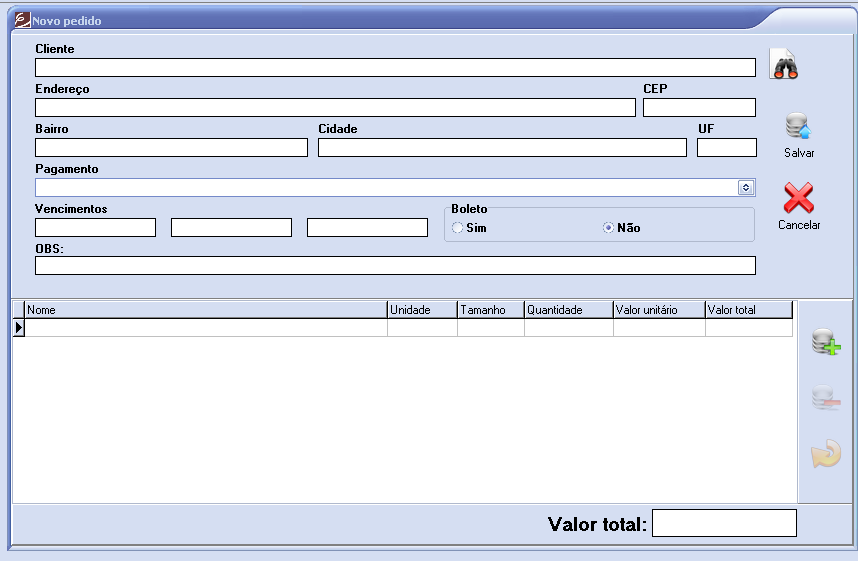 Novo pedido
Cliente
Endereço CEP
Bairro Cidade UF
Salvar
Pagamento
Vencimentos Boleto
Sim Não
Cancelar
OBS:
Nome Unidade Tamanho Quantidade Valor unitário Valor total
Valor total: